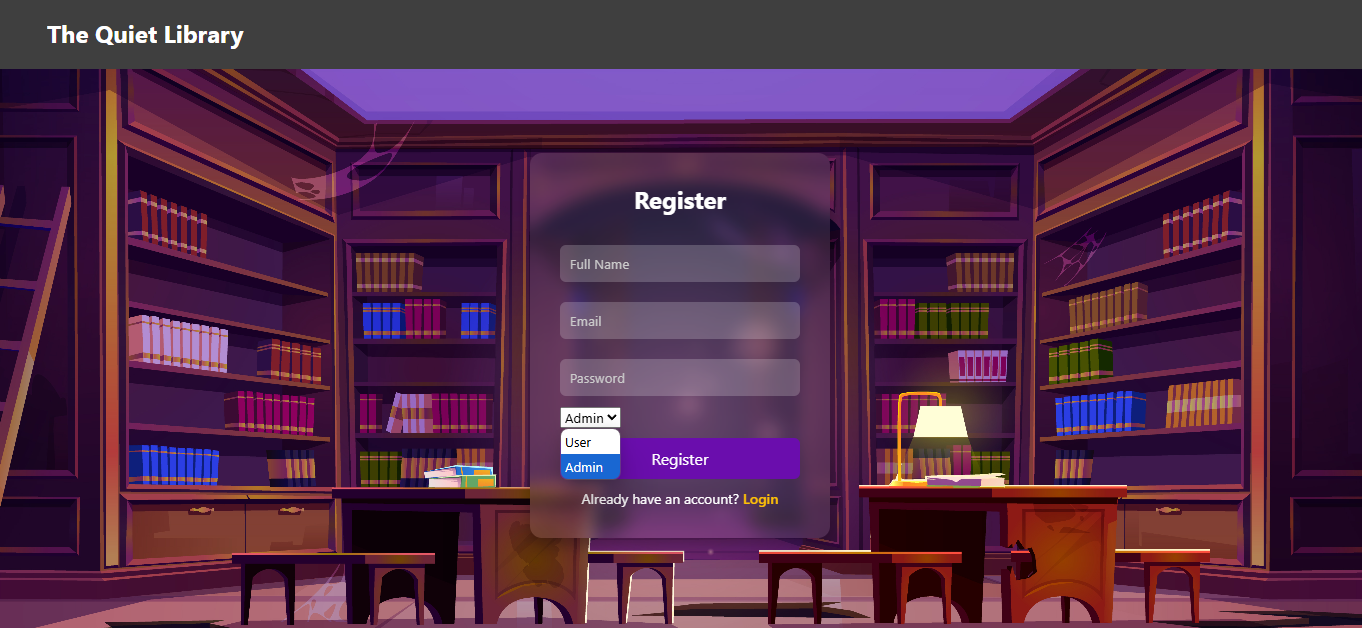 The Quiet Library
Register
Full Name
Email
Password
Admin
User
Admin
Register
Already have an account? Login